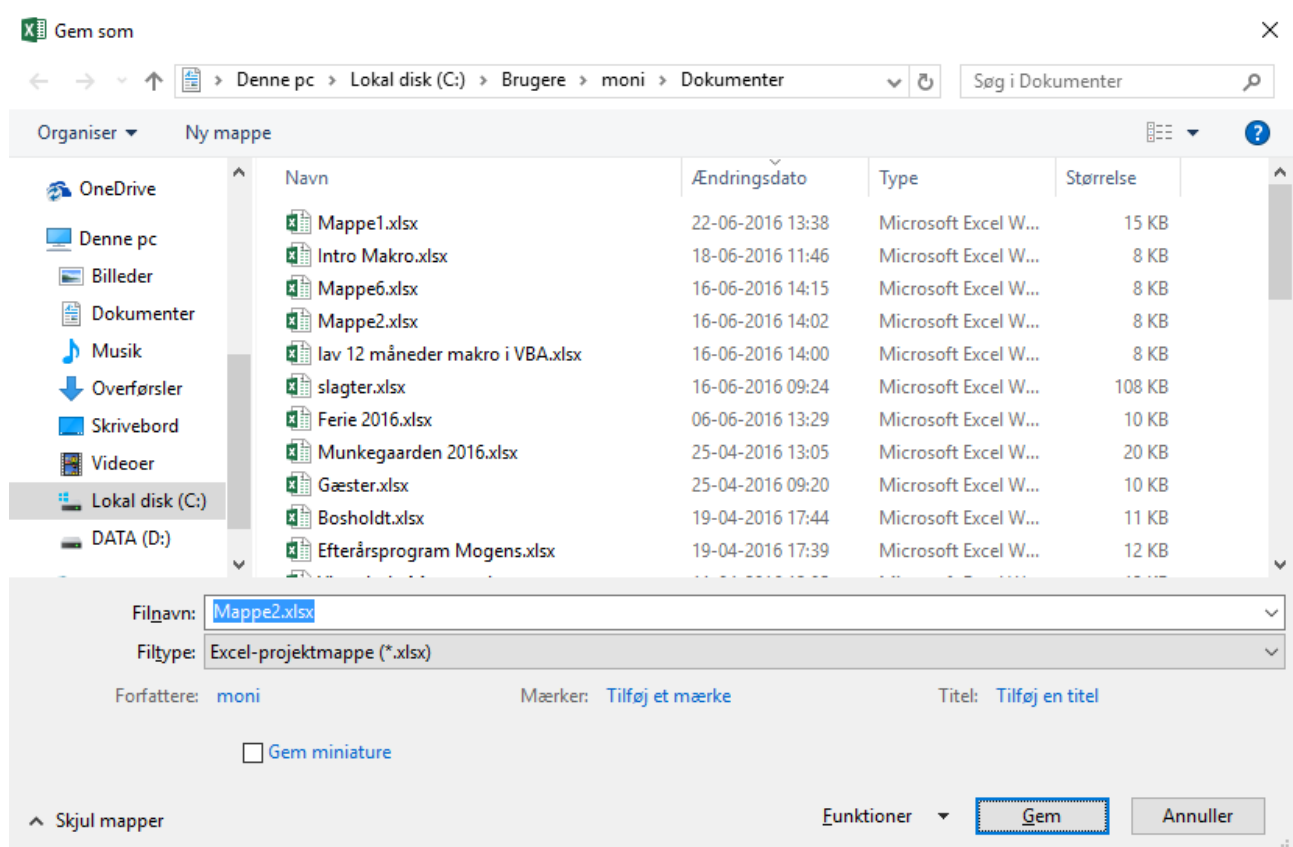 Gem som
Denne pc > Lokal disk (C:) > Brugere > moni > Dokumenter
Søg i Dokumenter
Organiser Ny mappe
OneDrive
Denne pc
Billeder
Dokumenter
Musik
Overførsler
Skrivebord
Videoer
Lokal disk (C:)
DATA (D:)
Navn Ændringsdato Type Størrelse
Mappe1.xlsx 22-06-2016 13:38 Microsoft Excel W... 15 KB
Intro Makro.xlsx 18-06-2016 11:46 Microsoft Excel W... 8 KB
Mappe6.xlsx 16-06-2016 14:15 Microsoft Excel W... 8 KB
Mappe2.xlsx 16-06-2016 14:02 Microsoft Excel W... 8 KB
lav 12 måneder makro i VBA.xlsx 16-06-2016 14:00 Microsoft Excel W... 8 KB
slagter.xlsx 16-06-2016 09:24 Microsoft Excel W... 108 KB
Ferie 2016.xlsx 06-06-2016 13:29 Microsoft Excel W... 10 KB
Munkegaarden 2016.xlsx 25-04-2016 13:05 Microsoft Excel W... 20 KB
Gæster.xlsx 25-04-2016 09:20 Microsoft Excel W... 10 KB
Bosholdt.xlsx 19-04-2016 17:44 Microsoft Excel W... 11 KB
Efterårsprogram Mogens.xlsx 19-04-2016 17:39 Microsoft Excel W... 12 KB
Filnavn: Mappe2.xlsx
Filtype: Excel-projektmappe (*.xlsx)
Forfattere: moni Mærker: Tilføj et mærke Titel: Tilføj en titel
Gem miniature
Skjul mapper Funktioner Gem Annuller